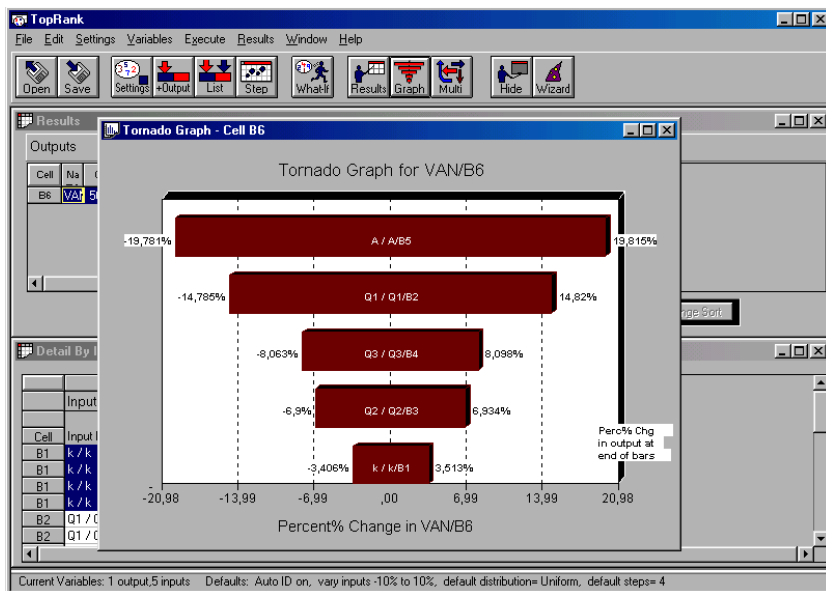 TopRank
File Edit Settings Variables Execute Results Window Help
Open Save Settings +Output List Step What-If Results Graph Multi Hide Wizard
Results
Outputs
Cell Na
B6 VAN
Tornado Graph - Cell B6
Tornado Graph for VAN/B6
-19,781% A / A/B5 19,815%
-14,785% Q1 / Q1/B2 14,82%
-8,063% Q3 / Q3/B4 8,098%
-6,9% Q2 / Q2/B3 6,934%
-3,406% k / k/B1 3,513%
Perc% Chg
in output at
end of bars
-20,98 -13,99 -6,99 ,00 6,99 13,99 20,98
Percent% Change in VAN/B6
Sort
Detail By
Input
Cell Input
B1 k / k
B1 k / k
B1 k / k
B1 k / k
B2 Q1 /
B2 Q1 /
Current Variables: 1 output,5 inputs Defaults: Auto ID on, vary inputs -10% to 10%, default distribution= Uniform, default steps= 4